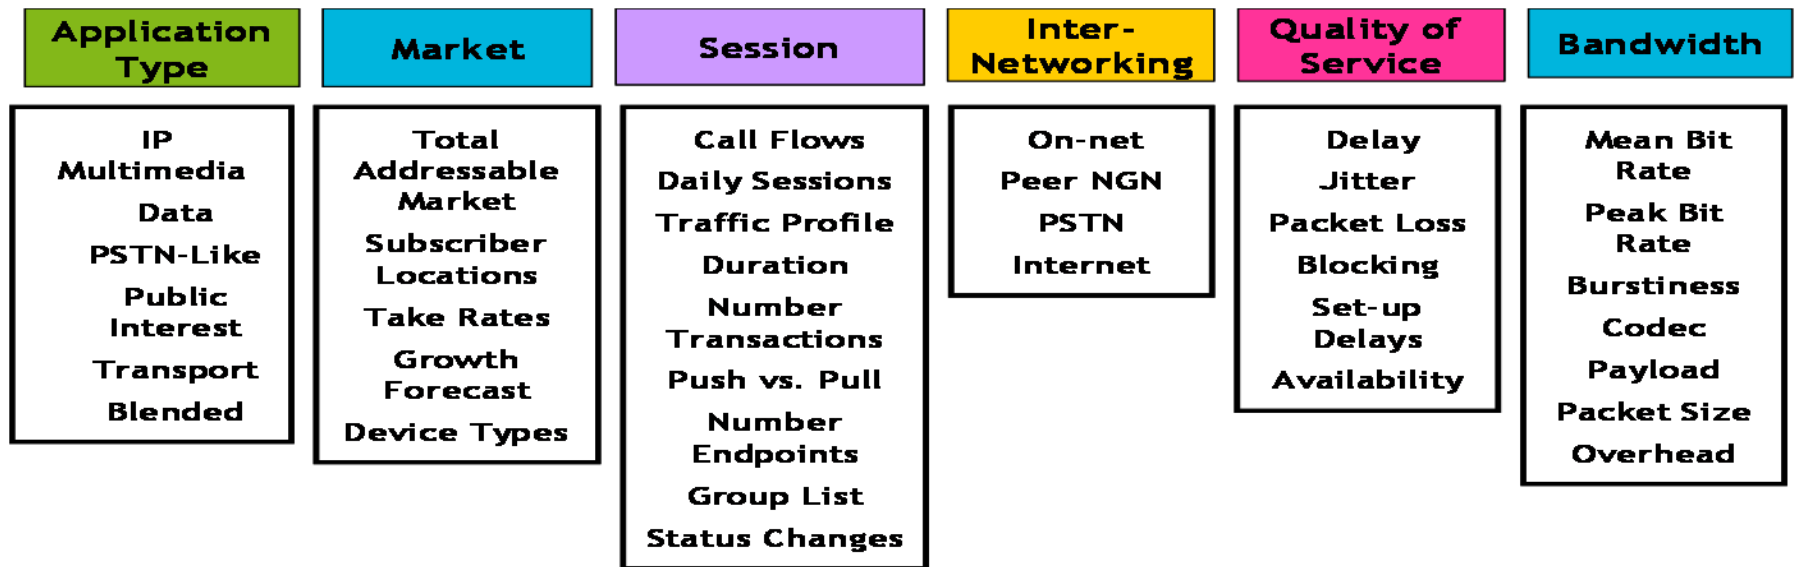 Application
Type
Market
Session
Inter-
Networking
Quality of
Service
Bandwidth
IP
Multimedia
Data
PSTN-Like
Public
Interest
Transport
Blended
Total
Addressable
Market
Subscriber
Locations
Take Rates
Growth
Forecast
Device Types
Call Flows
Daily Sessions
Traffic Profile
Duration
Number
Transactions
Push vs. Pull
Number
Endpoints
Group List
Status Changes
On-net
Peer NGN
PSTN
Internet
Delay
Jitter
Packet Loss
Blocking
Set-up
Delays
Availability
Mean Bit
Rate
Peak Bit
Rate
Burstiness
Codec
Payload
Packet Size
Overhead